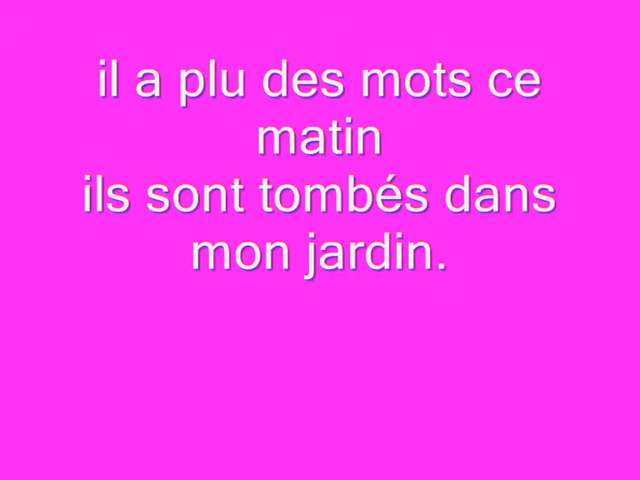 il a plu des mots ce
matin
ils sont tombés dans
mon jardin.